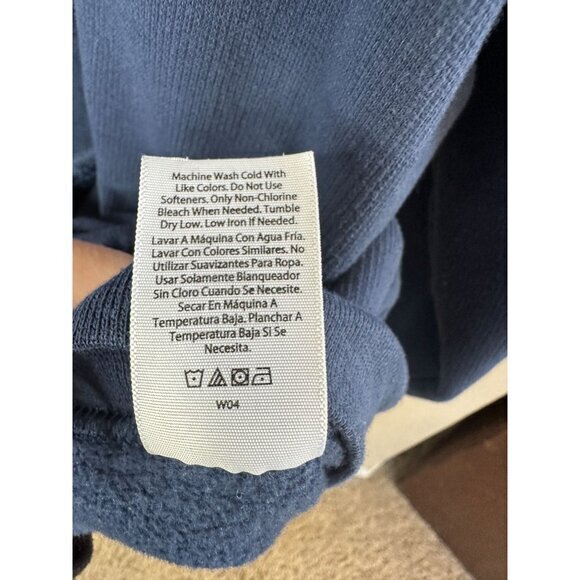 Machine Wash Cold With
Like Colors. Do Not Use
Softeners. Only Non-Chlorine
Bleach When Needed. Tumble
Dry Low. Low Iron If Needed.
Lavar A Máquina Con Agua Fría.
Lavar Con Colores Similares. No
Utilizar Suavizantes Para Ropa.
Usar Solamente Blanqueador
Sin Cloro Cuando Se Necesite.
Secar En Máquina A
Temperatura Baja. Planchar A
Temperatura Baja Si Se
Necesita.
W04